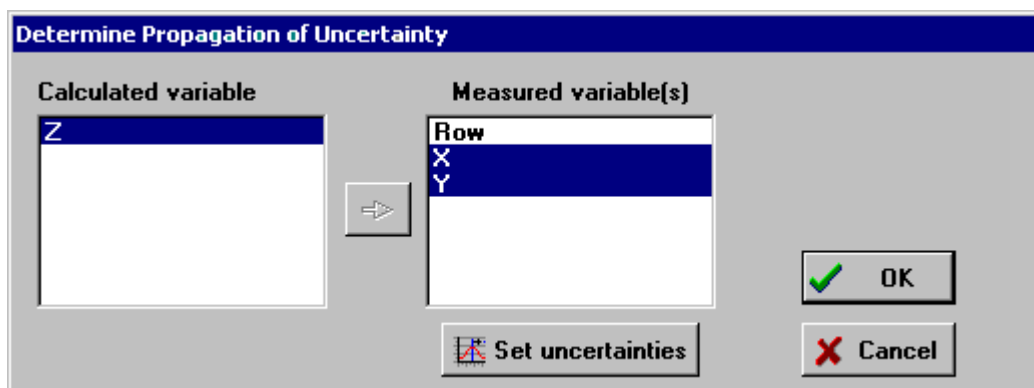 Determine Propagation of Uncertainty
Calculated variable
Measured variable(s)
Z
Row
X
Y
OK
Set uncertainties
Cancel